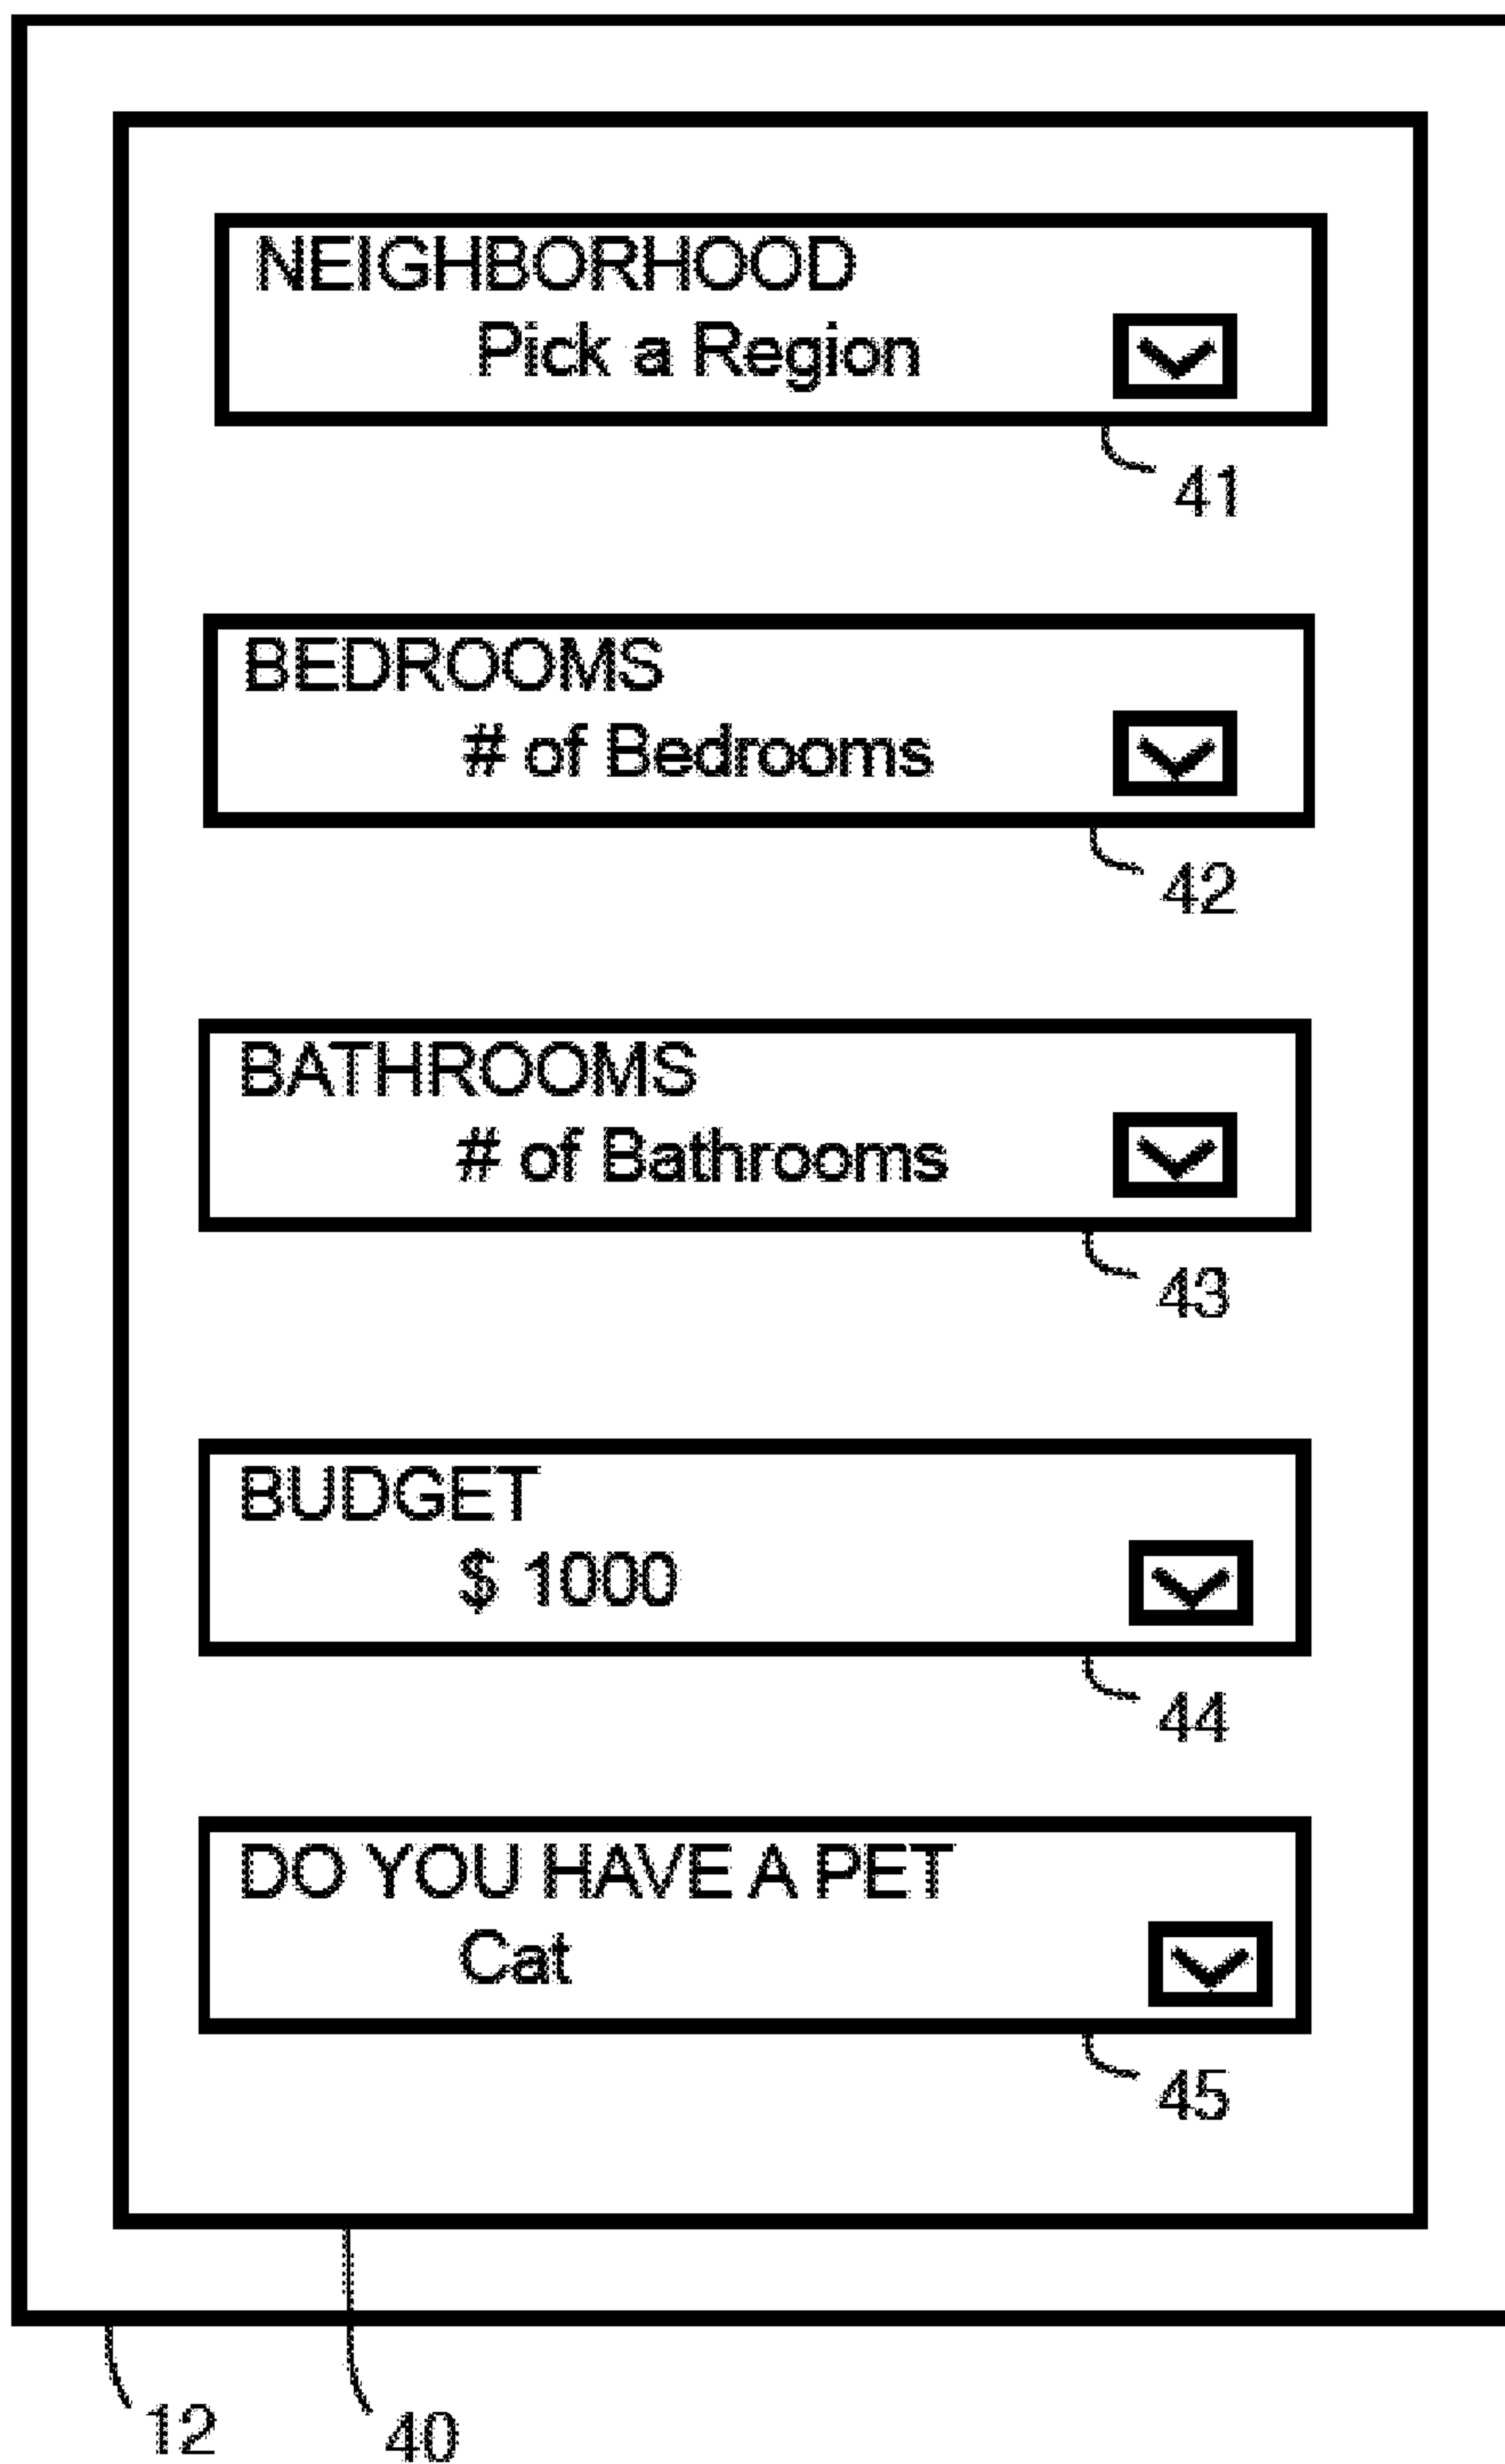 NEIGHBORHOOD
Pick a Region
41
BEDROOMS
# of Bedrooms
42
BATHROOMS
# of Bathrooms
43
BUDGET
$ 1000
44
DO YOU HAVE A PET
Cat
45
12
40